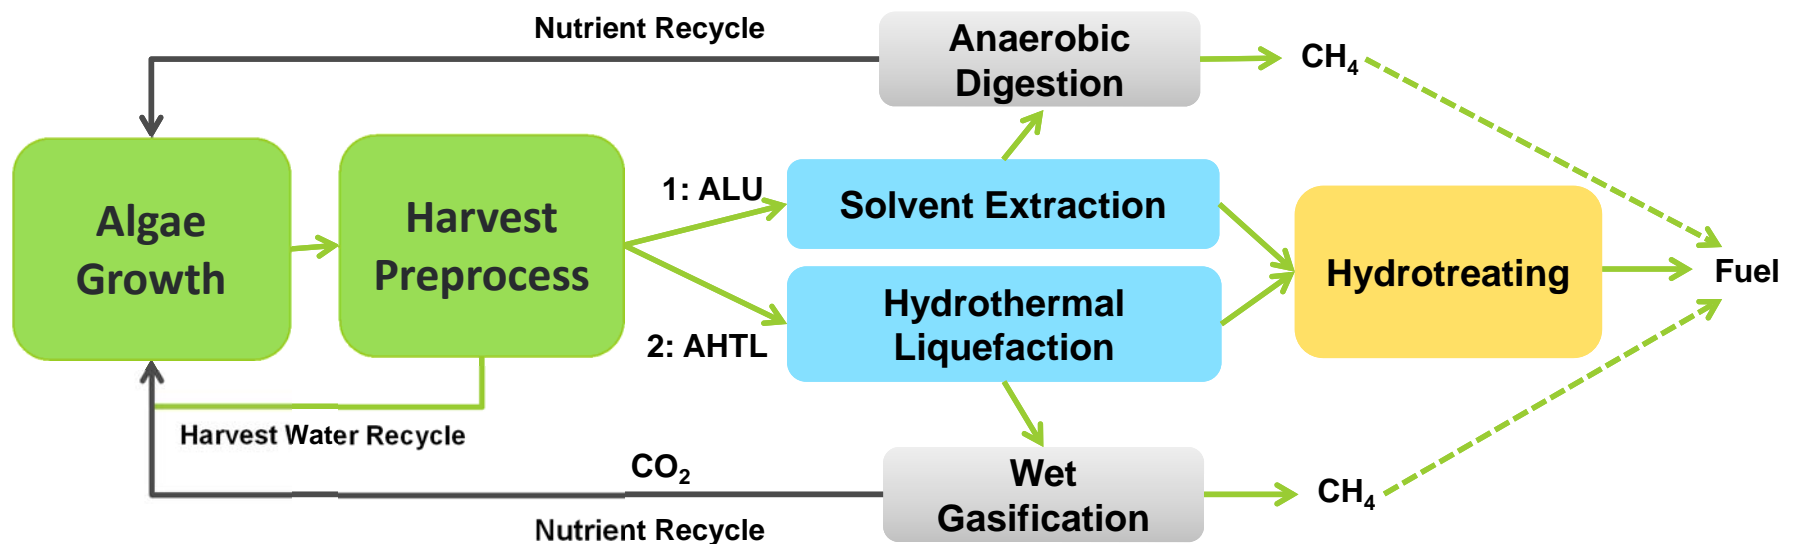 Nutrient Recycle
Anaerobic
Digestion
CH₄
Algae
Growth
Harvest
Preprocess
1: ALU
Solvent Extraction
2: AHTL
Hydrothermal
Liquefaction
Hydrotreating
Fuel
Harvest Water Recycle
CO₂
Nutrient Recycle
Wet
Gasification
CH₄